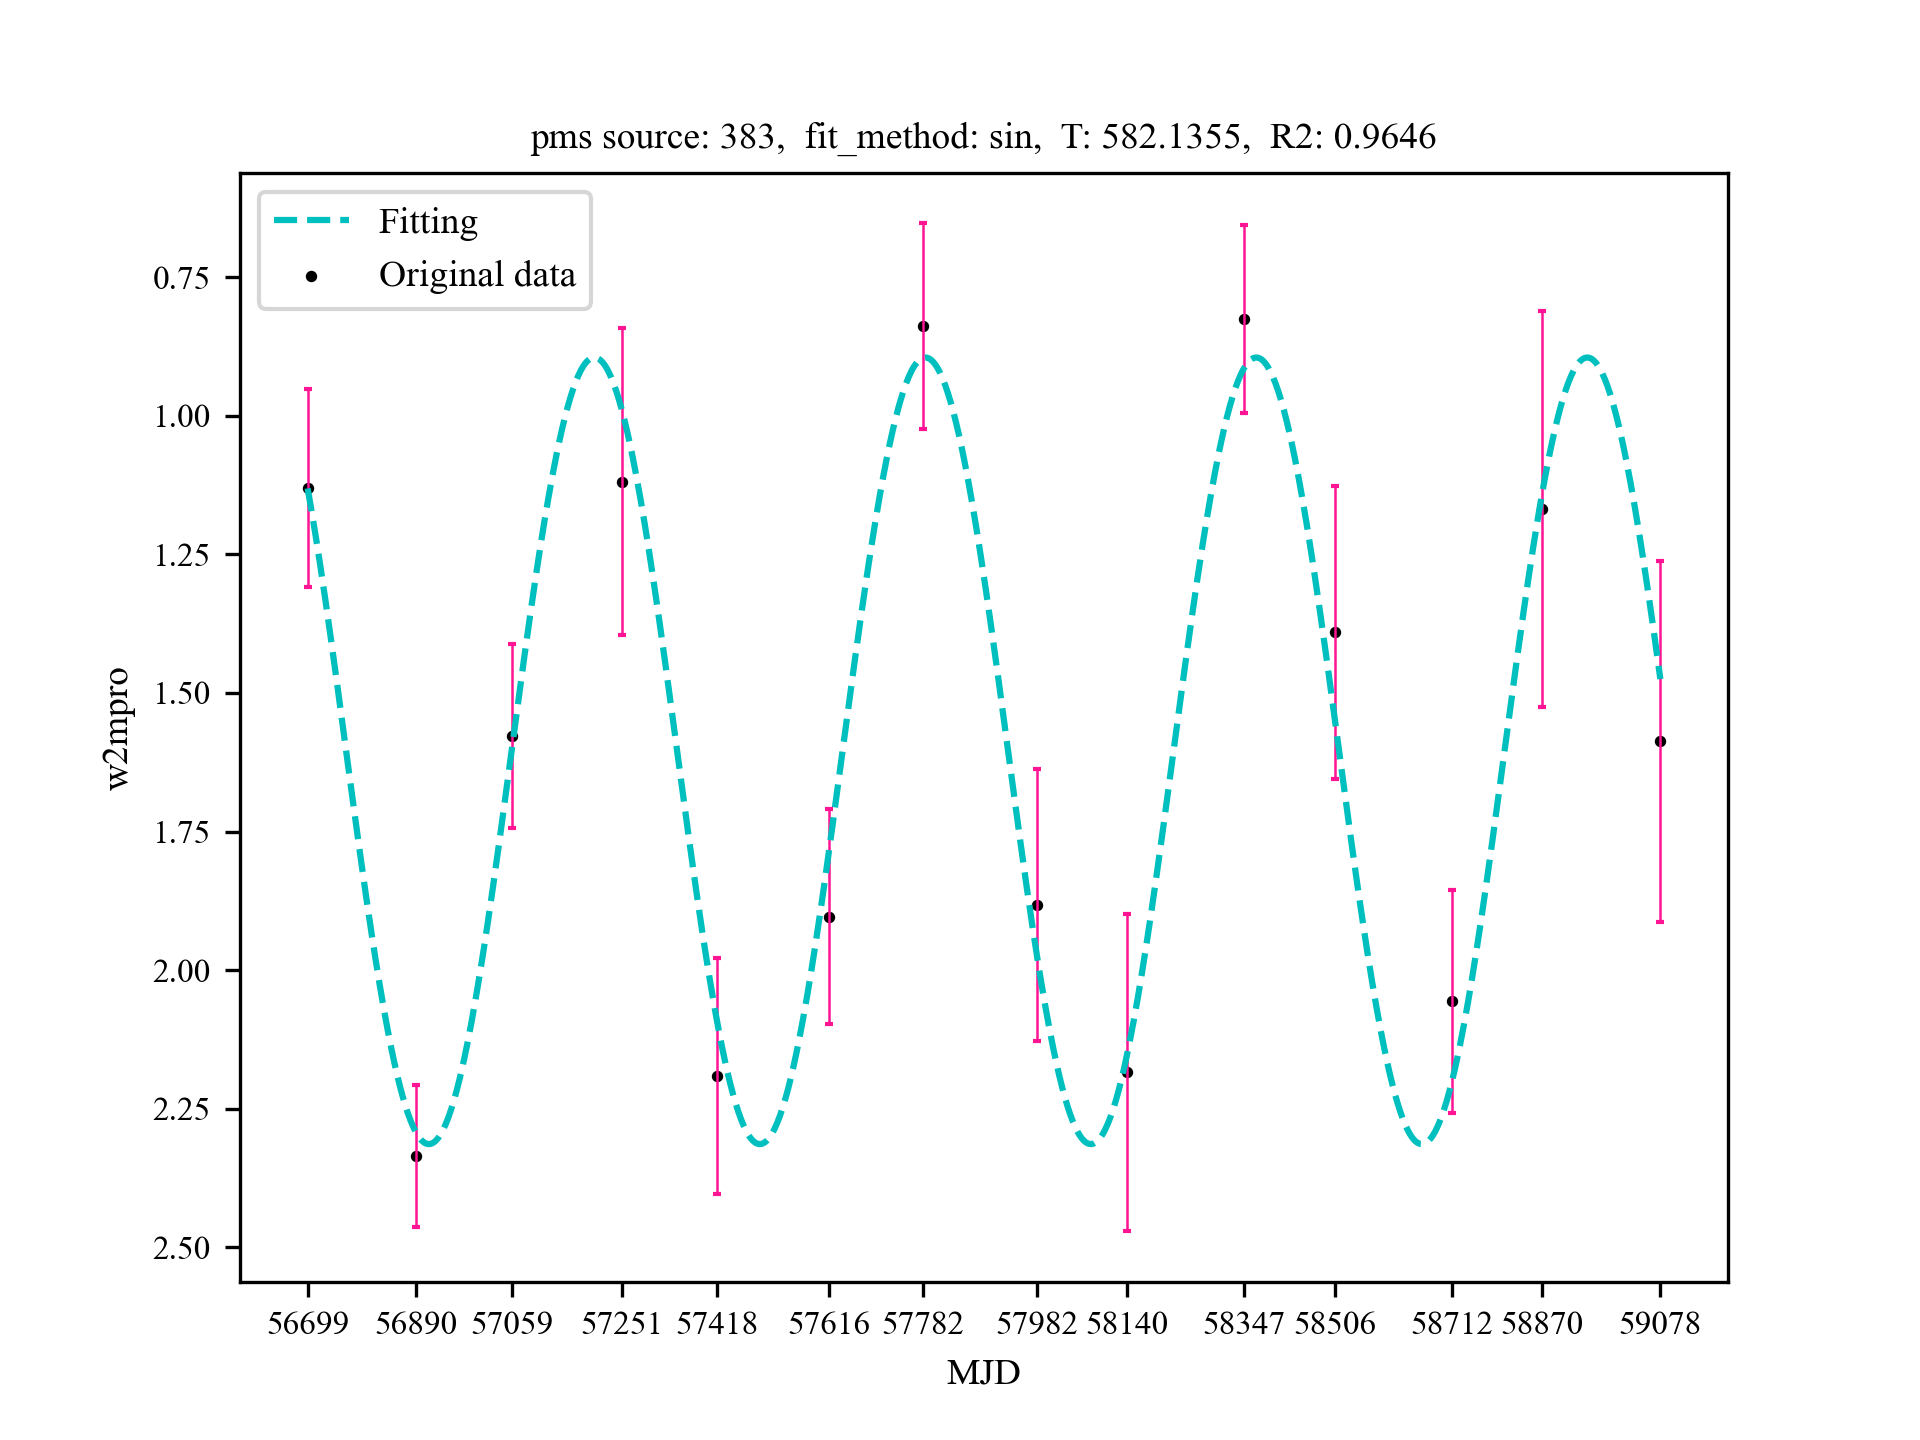 pms source: 383,  fit_method: sin,  T: 582.1355,  R2: 0.9646
Fitting
Original data
0.75
1.00
1.25
1.50
1.75
2.00
2.25
2.50
w2mpro
56699 56890 57059 57251 57418 57616 57782 57982 58140 58347 58506 58712 58870 59078
MJD